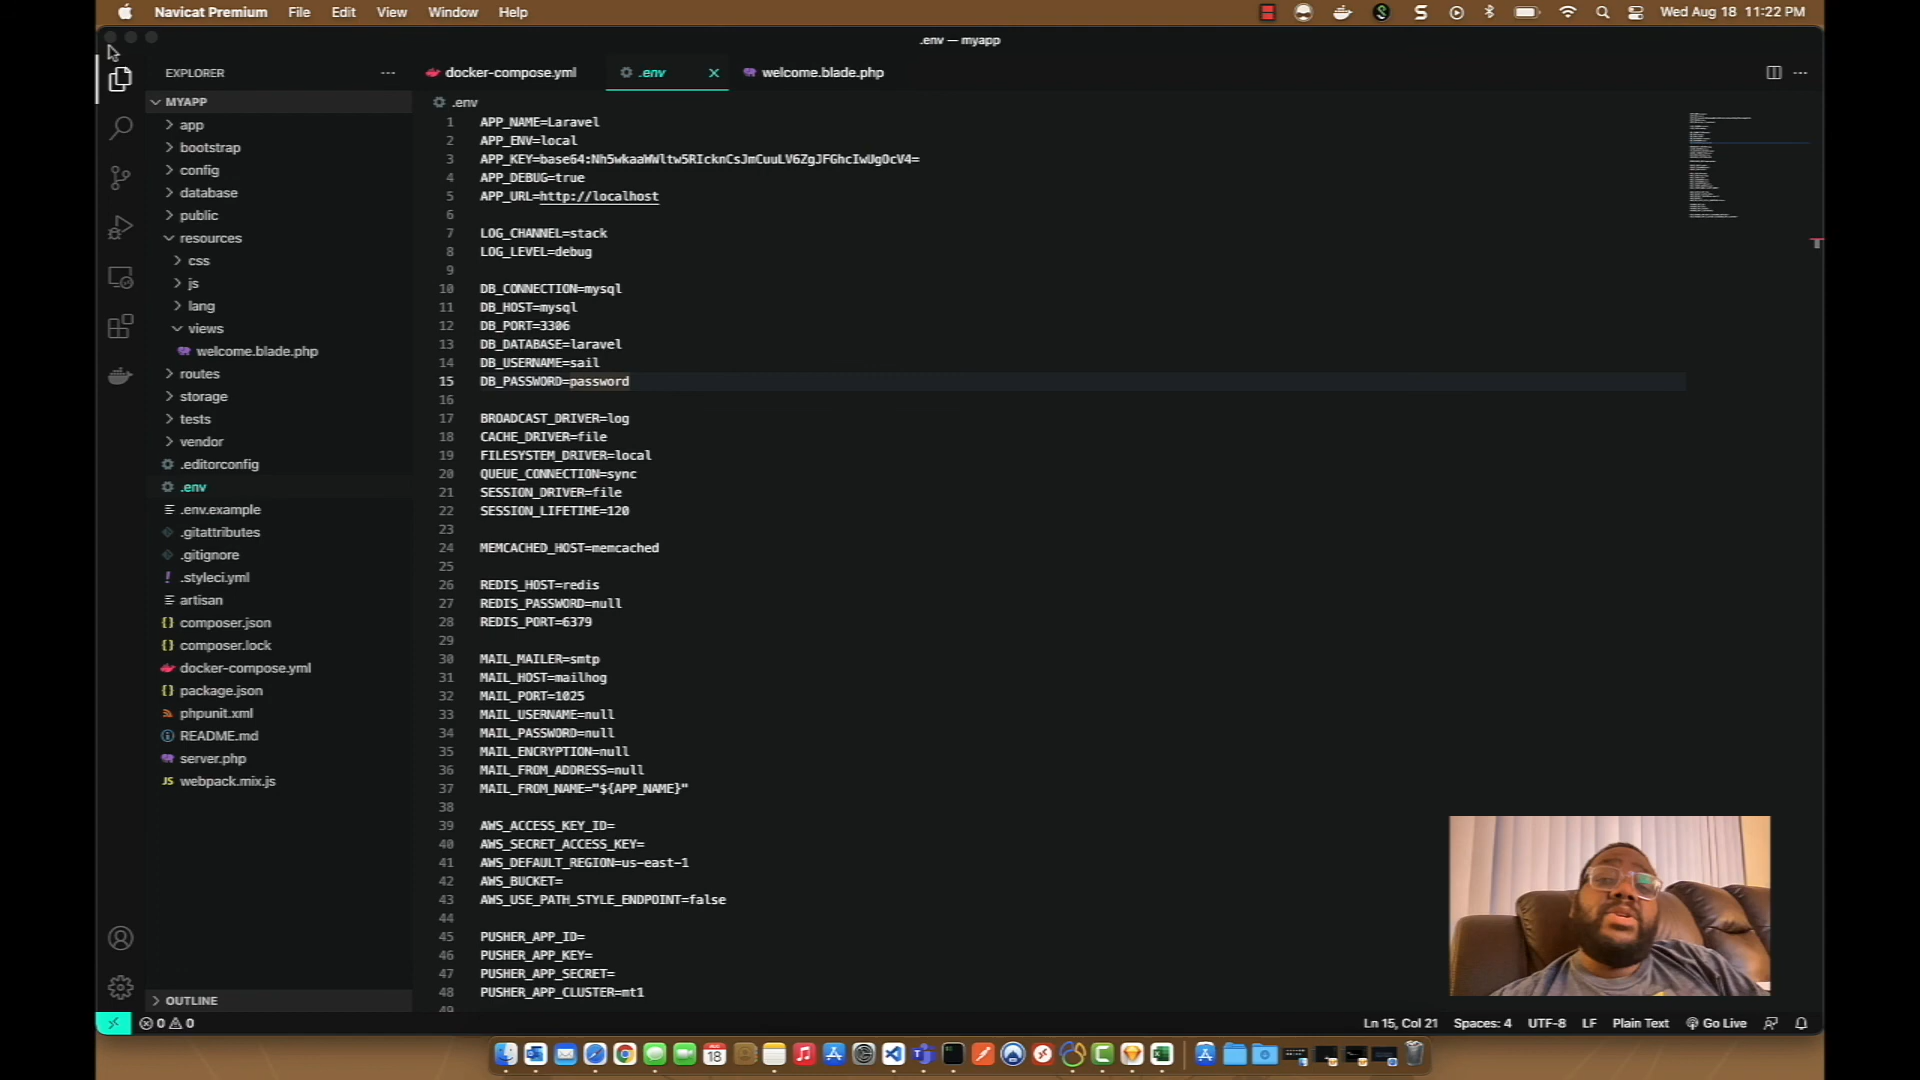 Navicat Premium File Edit View Window Help Wed Aug 18 11:22 PM
.env — myapp
EXPLORER
docker-compose.yml .env welcome.blade.php
MYAPP
app
bootstrap
config
database
public
resources
css
js
lang
views
welcome.blade.php
routes
storage
tests
vendor
.editorconfig
.env
.env.example
.gitattributes
.gitignore
.styleci.yml
artisan
composer.json
composer.lock
docker-compose.yml
package.json
phpunit.xml
README.md
server.php
webpack.mix.js
OUTLINE
.env
1 APP_NAME=Laravel
2 APP_ENV=local
3 APP_KEY=base64:Nh5wkaaWWltw5RIcknCsJmCuuLV6ZgJFGhcIwUgOcV4=
4 APP_DEBUG=true
5 APP_URL=http://localhost
6
7 LOG_CHANNEL=stack
8 LOG_LEVEL=debug
9
10 DB_CONNECTION=mysql
11 DB_HOST=mysql
12 DB_PORT=3306
13 DB_DATABASE=laravel
14 DB_USERNAME=sail
15 DB_PASSWORD=password
16
17 BROADCAST_DRIVER=log
18 CACHE_DRIVER=file
19 FILESYSTEM_DRIVER=local
20 QUEUE_CONNECTION=sync
21 SESSION_DRIVER=file
22 SESSION_LIFETIME=120
23
24 MEMCACHED_HOST=memcached
25
26 REDIS_HOST=redis
27 REDIS_PASSWORD=null
28 REDIS_PORT=6379
29
30 MAIL_MAILER=smtp
31 MAIL_HOST=mailhog
32 MAIL_PORT=1025
33 MAIL_USERNAME=null
34 MAIL_PASSWORD=null
35 MAIL_ENCRYPTION=null
36 MAIL_FROM_ADDRESS=null
37 MAIL_FROM_NAME="${APP_NAME}"
38
39 AWS_ACCESS_KEY_ID=
40 AWS_SECRET_ACCESS_KEY=
41 AWS_DEFAULT_REGION=us-east-1
42 AWS_BUCKET=
43 AWS_USE_PATH_STYLE_ENDPOINT=false
44
45 PUSHER_APP_ID=
46 PUSHER_APP_KEY=
47 PUSHER_APP_SECRET=
48 PUSHER_APP_CLUSTER=mt1
49
0 0 Ln 15, Col 21 Spaces: 4 UTF-8 LF Plain Text Go Live
18